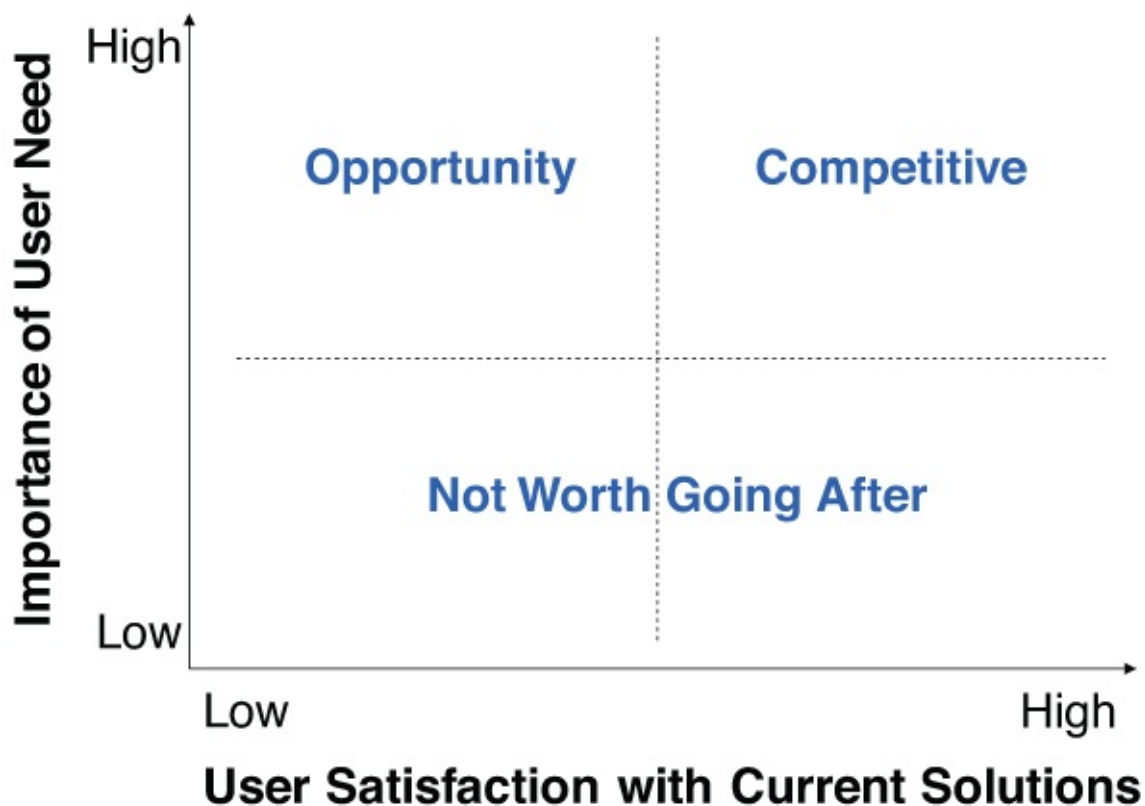 High
Importance of User Need
Opportunity
Competitive
Not Worth Going After
Low
Low
High
User Satisfaction with Current Solutions